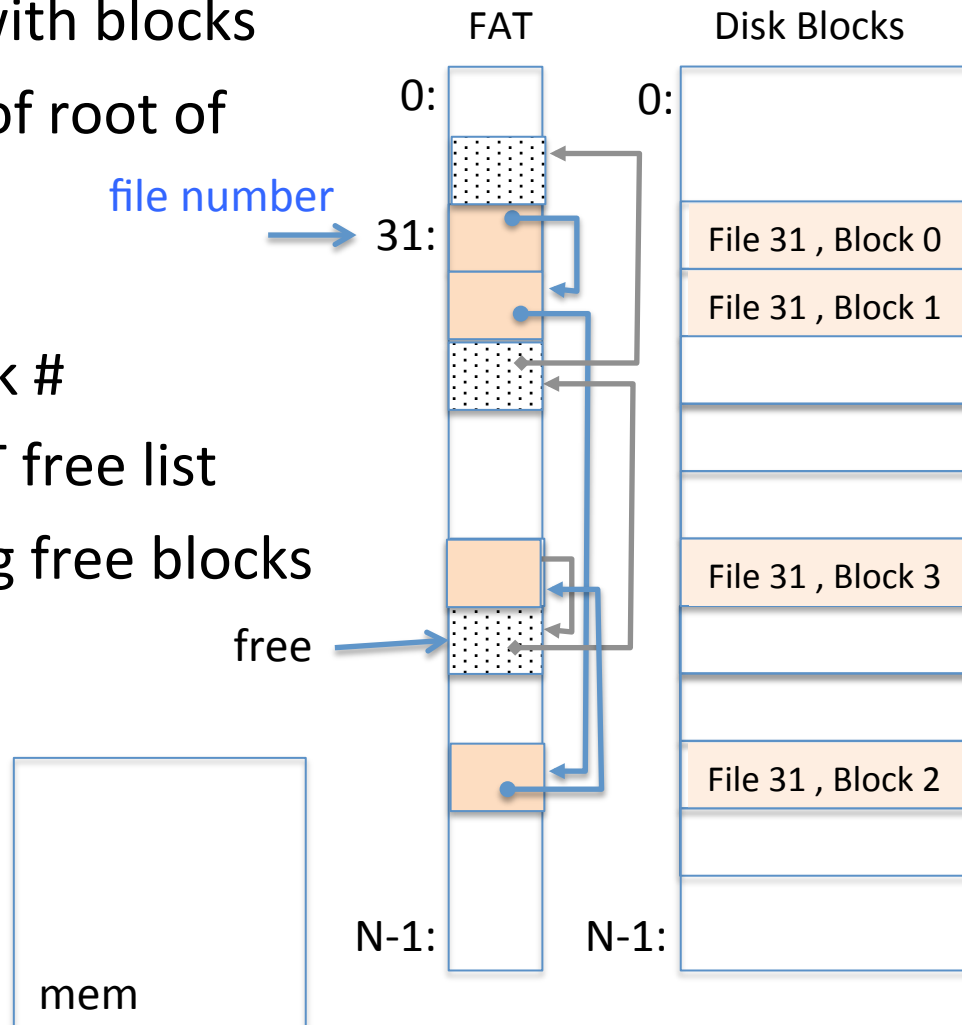 with blocks
of root of
file number
k #
free list
g free blocks
free
mem
FAT
0:
31:
N-1:
Disk Blocks
0:
File 31 , Block 0
File 31 , Block 1
File 31 , Block 3
File 31 , Block 2
N-1: